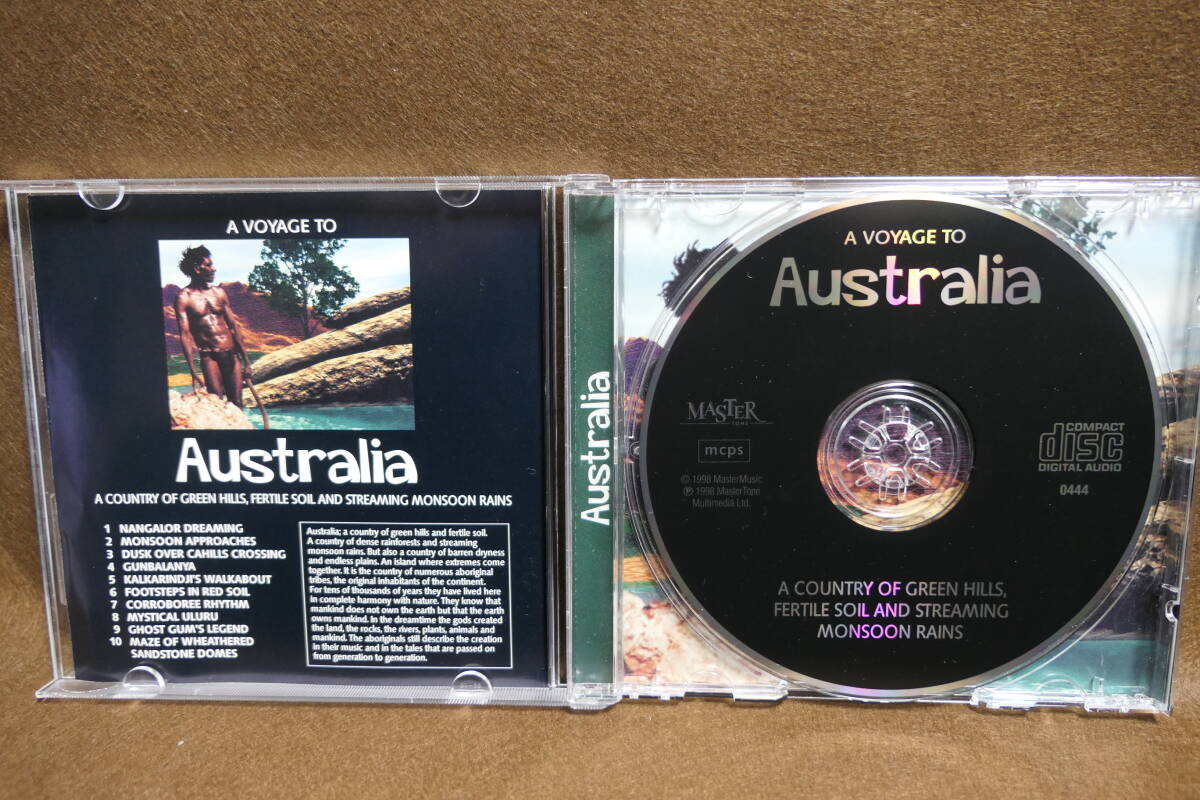 A VOYAGE TO
Australia
A COUNTRY OF GREEN HILLS, FERTILE SOIL AND STREAMING MONSOON RAINS
1 NANGALOR DREAMING
2 MONSOON APPROACHES
3 DUSK OVER CAHILLS CROSSING
4 GUNBALANYA
5 KALKARINDJI'S WALKABOUT
6 FOOTSTEPS IN RED SOIL
7 CORROBOREE RHYTHM
8 MYSTICAL ULURU
9 GHOST GUM'S LEGEND
10 MAZE OF WHEATHERED
SANDSTONE DOMES
Australia; a country of green hills and fertile soil.
A country of dense rainforests and streaming
monsoon rains. But also a country of barren dryness
and endless plains. An island where extremes come
together. It is the country of numerous aboriginal
tribes, the original inhabitants of the continent.
For tens of thousands of years they have lived here
in complete harmony with nature. They know that
mankind does not own the earth but that the earth
owns mankind. In the dreamtime the gods created
the land, the rocks, the rivers, plants, animals and
mankind. The aboriginals still describe the creation
in their music and in the tales that are passed on
from generation to generation.
Australia
A VOYAGE TO
Australia
MASTER
TONE
mcps
© 1998 MasterMusic
℗ 1998 MasterTone
Multimedia Ltd.
COMPACT
disc
DIGITAL AUDIO
0444
A COUNTRY OF GREEN HILLS,
FERTILE SOIL AND STREAMING
MONSOON RAINS